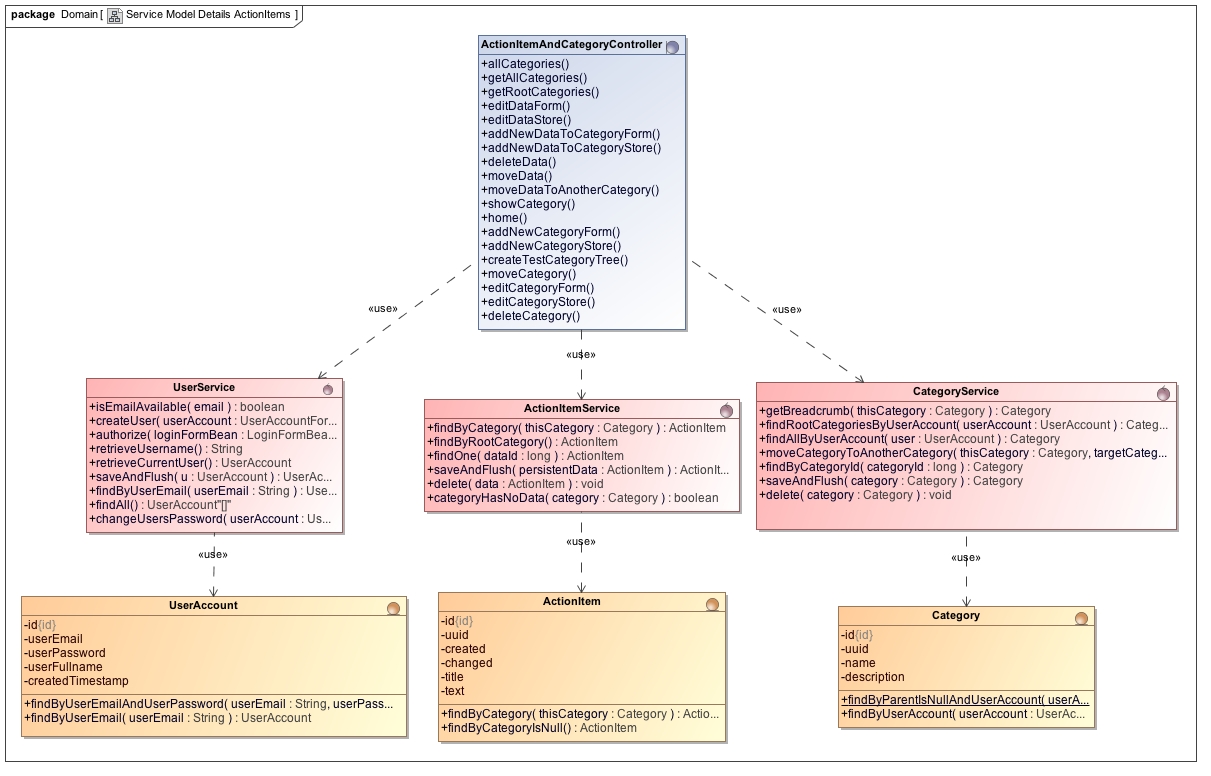 package Domain[ Service Model Details ActionItems ]
ActionItemAndCategoryController
+allCategories()
+getAllCategories()
+getRootCategories()
+editDataForm()
+editDataStore()
+addNewDataToCategoryForm()
+addNewDataToCategoryStore()
+deleteData()
+moveData()
+moveDataToAnotherCategory()
+showCategory()
+home()
+addNewCategoryForm()
+addNewCategoryStore()
+createTestCategoryTree()
+moveCategory()
+editCategoryForm()
+editCategoryStore()
+deleteCategory()
«use»
«use»
«use»
UserService
+isEmailAvailable( email ) : boolean
+createUser( userAccount : UserAccountFor...
+authorize( loginFormBean : LoginFormBea...
+retrieveUsername() : String
+retrieveCurrentUser() : UserAccount
+saveAndFlush( u : UserAccount ) : UserAc...
+findByUserEmail( userEmail : String ) : Use...
+findAll() : UserAccount"[]"
+changeUsersPassword( userAccount : Us...
ActionItemService
+findByCategory( thisCategory : Category ) : ActionItem
+findByRootCategory() : ActionItem
+findOne( dataId : long ) : ActionItem
+saveAndFlush( persistentData : ActionItem ) : ActionIt...
+delete( data : ActionItem ) : void
+categoryHasNoData( category : Category ) : boolean
CategoryService
+getBreadcrumb( thisCategory : Category ) : Category
+findRootCategoriesByUserAccount( userAccount : UserAccount ) : Categ...
+findAllByUserAccount( user : UserAccount ) : Category
+moveCategoryToAnotherCategory( thisCategory : Category, targetCateg...
+findByCategoryId( categoryId : long ) : Category
+saveAndFlush( category : Category ) : Category
+delete( category : Category ) : void
«use»
«use»
«use»
UserAccount
-id{id}
-userEmail
-userPassword
-userFullname
-createdTimestamp
+findByUserEmailAndUserPassword( userEmail : String, userPass...
+findByUserEmail( userEmail : String ) : UserAccount
ActionItem
-id{id}
-uuid
-created
-changed
-title
-text
+findByCategory( thisCategory : Category ) : Actio...
+findByCategoryIsNull() : ActionItem
Category
-id{id}
-uuid
-name
-description
+findByParentIsNullAndUserAccount( userA...
+findByUserAccount( userAccount : UserAc...